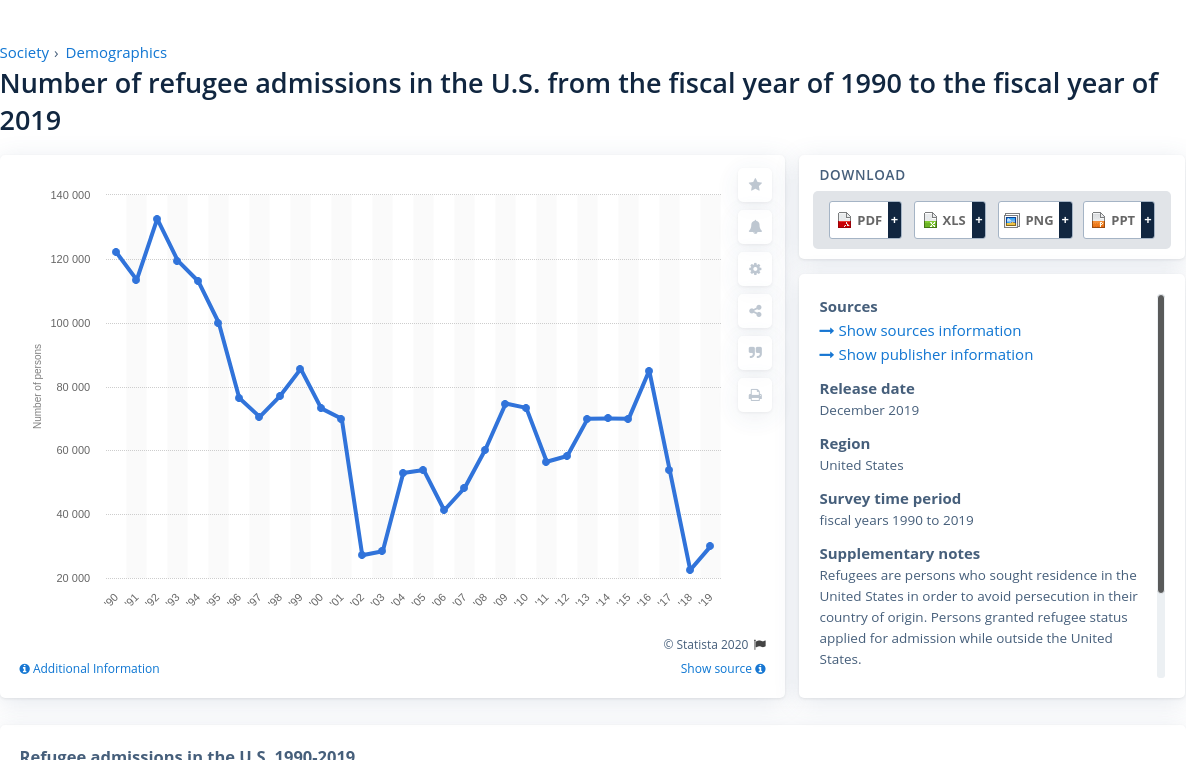 Society › Demographics
Number of refugee admissions in the U.S. from the fiscal year of 1990 to the fiscal year of
2019
140 000
120 000
100 000
80 000
60 000
40 000
20 000
Number of persons
'90 '91 '92 '93 '94 '95 '96 '97 '98 '99 '00 '01 '02 '03 '04 '05 '06 '07 '08 '09 '10 '11 '12 '13 '14 '15 '16 '17 '18 '19
© Statista 2020
Additional Information
Show source
DOWNLOAD
PDF + XLS + PNG + PPT +
Sources
Show sources information
Show publisher information
Release date
December 2019
Region
United States
Survey time period
fiscal years 1990 to 2019
Supplementary notes
Refugees are persons who sought residence in the
United States in order to avoid persecution in their
country of origin. Persons granted refugee status
applied for admission while outside the United
States.
Refugee admissions in the U.S. 1990-2019